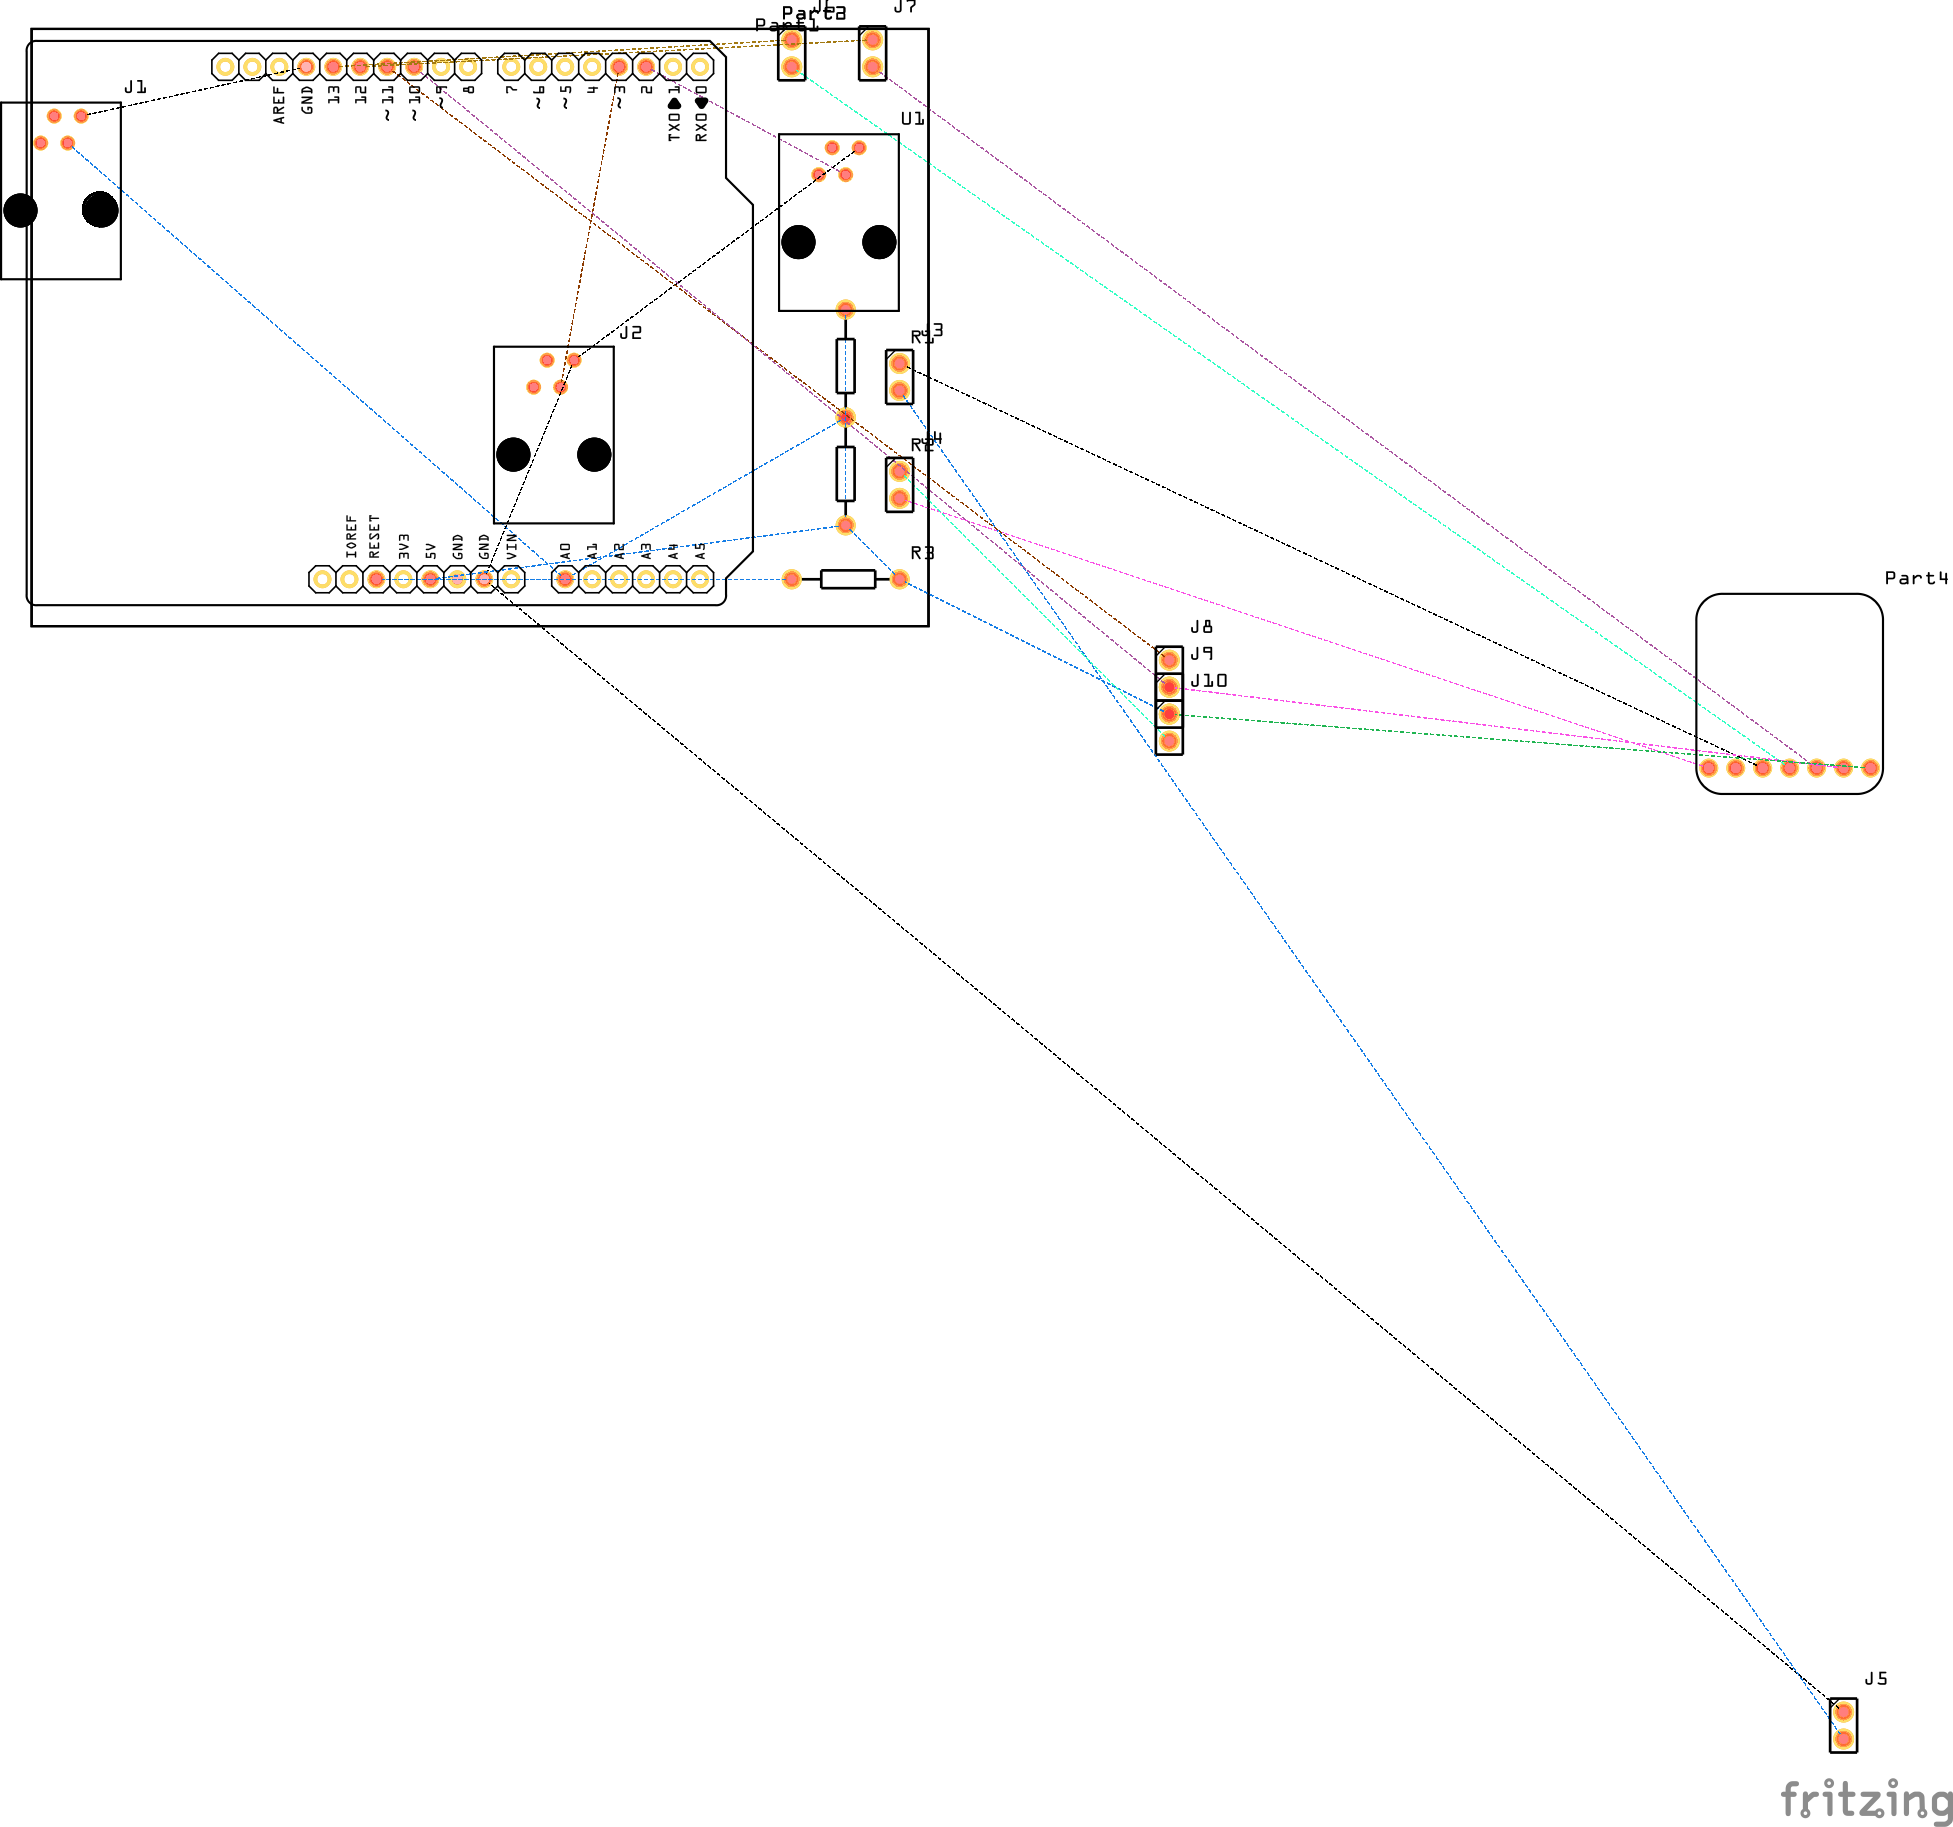 J6
J7
Part3
Part1
J1
AREF
GND
13
12
~11
~10
~9
8
7
~6
~5
4
~3
2
TX0 1
RX0 0
U1
J2
R1
J3
R2
J4
R3
IOREF
RESET
3V3
5V
GND
GND
VIN
A0
A1
A2
A3
A4
A5
Part4
J8
J9
J10
J5
fritzing